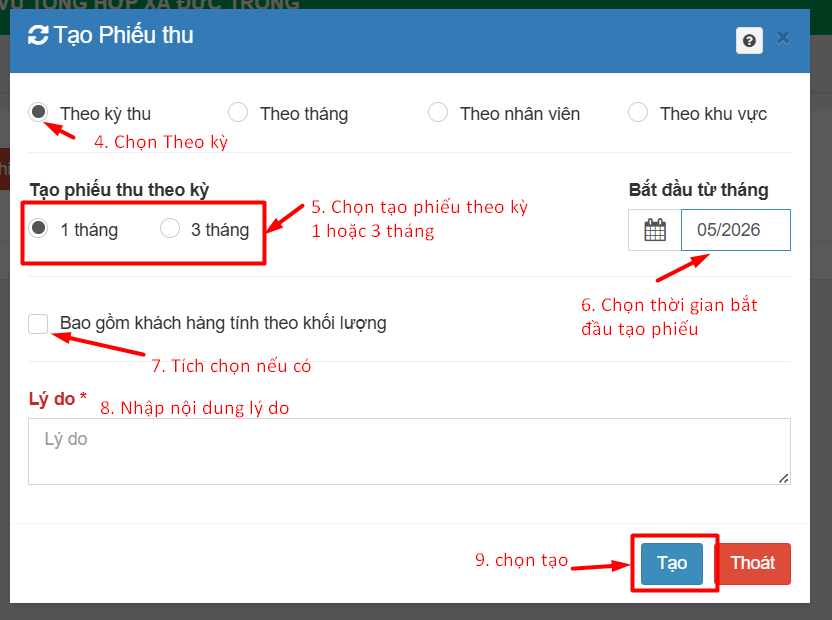 VỤ TỔNG HỢP XÃ ĐỨC TRỌNG
Tạo Phiếu thu
Theo kỳ thu Theo tháng Theo nhân viên Theo khu vực
4. Chọn Theo kỳ
Tạo phiếu thu theo kỳ Bắt đầu từ tháng
1 tháng 3 tháng 05/2026
5. Chọn tạo phiếu theo kỳ
1 hoặc 3 tháng
6. Chọn thời gian bắt
đầu tạo phiếu
Bao gồm khách hàng tính theo khối lượng
7. Tích chọn nếu có
Lý do *
8. Nhập nội dung lý do
Lý do
9. chọn tạo
Tạo Thoát